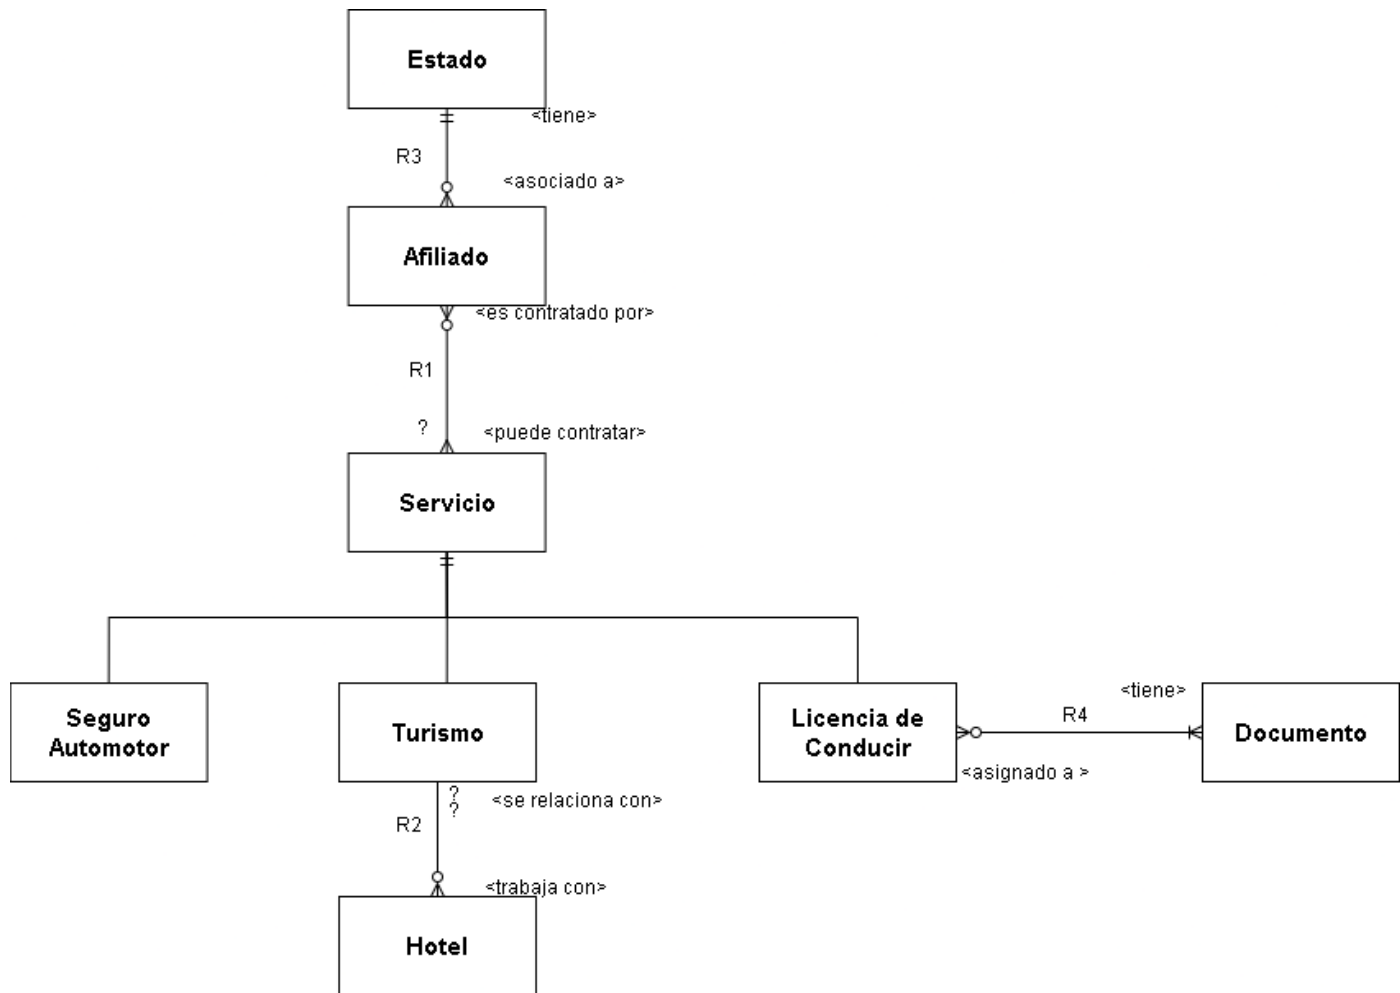 Estado
<tiene>
R3
<asociado a>
Afiliado
<es contratado por>
R1
?
<puede contratar>
Servicio
Seguro
Automotor
Turismo
Licencia de
Conducir
<tiene>
R4
Documento
<asignado a >
?
?
<se relaciona con>
R2
<trabaja con>
Hotel